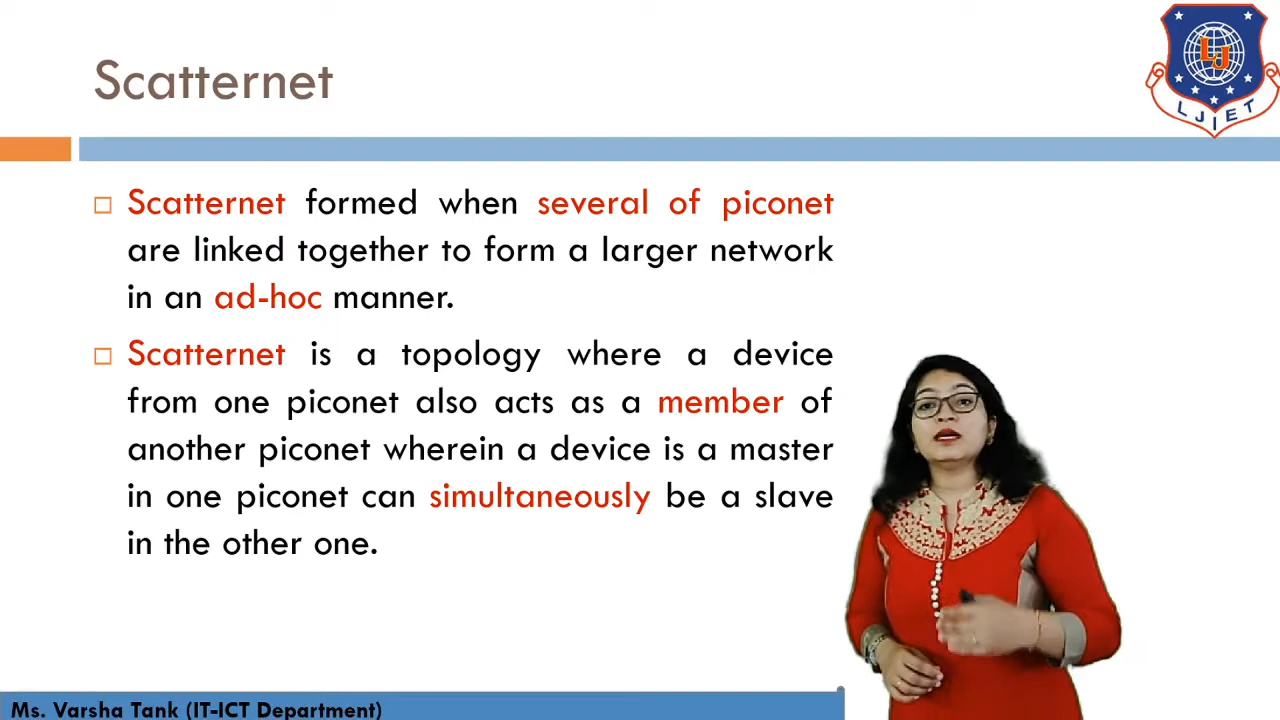 Scatternet
LJ
LJIET
Scatternet formed when several of piconet
are linked together to form a larger network
in an ad-hoc manner.
Scatternet is a topology where a device
from one piconet also acts as a member of
another piconet wherein a device is a master
in one piconet can simultaneously be a slave
in the other one.
Ms. Varsha Tank (IT-ICT Department)